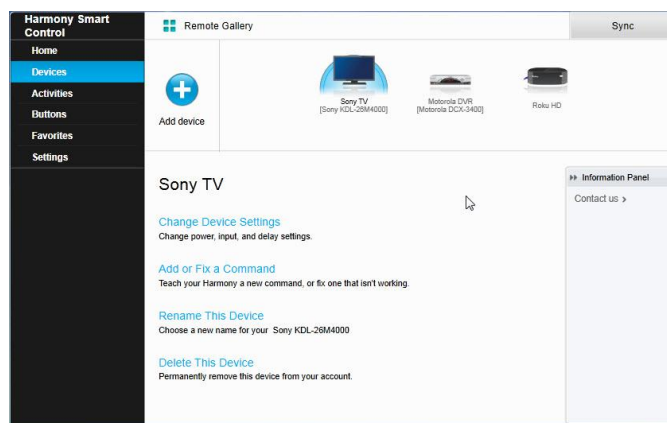 Harmony Smart
Control
Remote Gallery
Sync
Home
Devices
Activities
Buttons
Favorites
Settings
Add device
Sony TV
[Sony KDL-26M4000]
Motorola DVR
[Motorola DCX-3400]
Roku HD
Sony TV
Change Device Settings
Change power, input, and delay settings.
Add or Fix a Command
Teach your Harmony a new command, or fix one that isn't working.
Rename This Device
Choose a new name for your Sony KDL-26M4000
Delete This Device
Permanently remove this device from your account.
Information Panel
Contact us